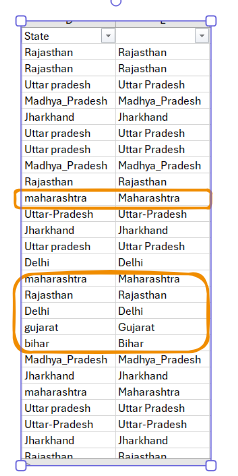 State
Rajasthan Rajasthan
Rajasthan Rajasthan
Uttar pradesh Uttar Pradesh
Madhya_Pradesh Madhya_Pradesh
Jharkhand Jharkhand
Uttar pradesh Uttar Pradesh
Uttar pradesh Uttar Pradesh
Madhya_Pradesh Madhya_Pradesh
Rajasthan Rajasthan
maharashtra Maharashtra
Uttar-Pradesh Uttar-Pradesh
Jharkhand Jharkhand
Uttar pradesh Uttar Pradesh
Delhi Delhi
maharashtra Maharashtra
Rajasthan Rajasthan
Delhi Delhi
gujarat Gujarat
bihar Bihar
Madhya_Pradesh Madhya_Pradesh
Jharkhand Jharkhand
maharashtra Maharashtra
Uttar pradesh Uttar Pradesh
Uttar-Pradesh Uttar-Pradesh
Jharkhand Jharkhand
Rajasthan Rajasthan